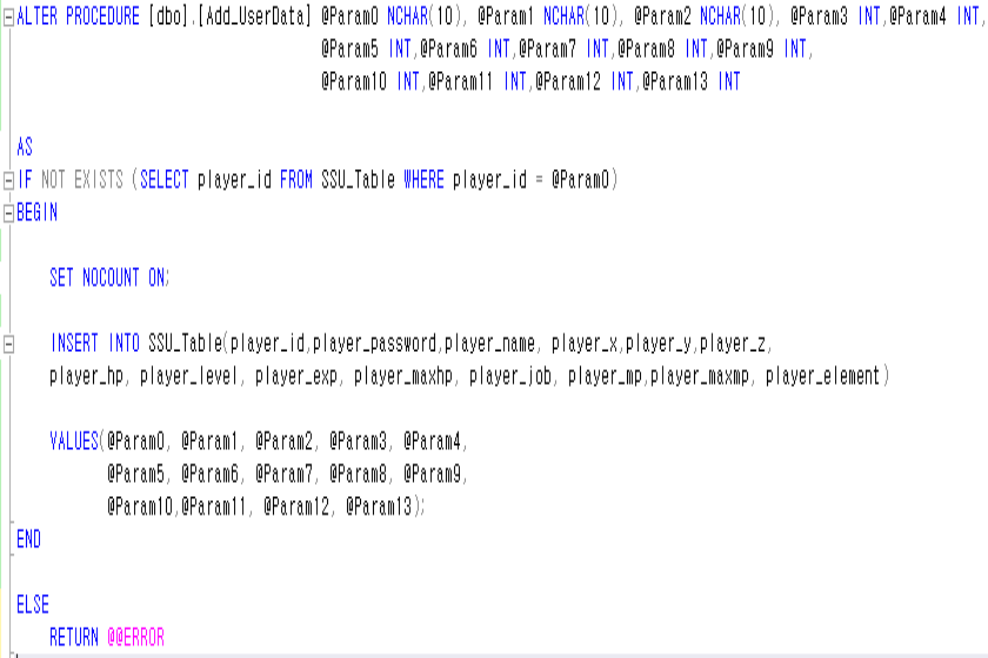 ALTER PROCEDURE [dbo].[Add_UserData] @Param0 NCHAR(10), @Param1 NCHAR(10), @Param2 NCHAR(10), @Param3 INT,@Param4 INT,
@Param5 INT,@Param6 INT,@Param7 INT,@Param8 INT,@Param9 INT,
@Param10 INT,@Param11 INT,@Param12 INT,@Param13 INT
AS
IF NOT EXISTS (SELECT player_id FROM SSU_Table WHERE player_id = @Param0)
BEGIN
SET NOCOUNT ON;
INSERT INTO SSU_Table(player_id,player_password,player_name, player_x,player_y,player_z,
player_hp, player_level, player_exp, player_maxhp, player_job, player_mp,player_maxmp, player_element)
VALUES(@Param0, @Param1, @Param2, @Param3, @Param4,
@Param5, @Param6, @Param7, @Param8, @Param9,
@Param10,@Param11, @Param12, @Param13);
END
ELSE
RETURN @@ERROR